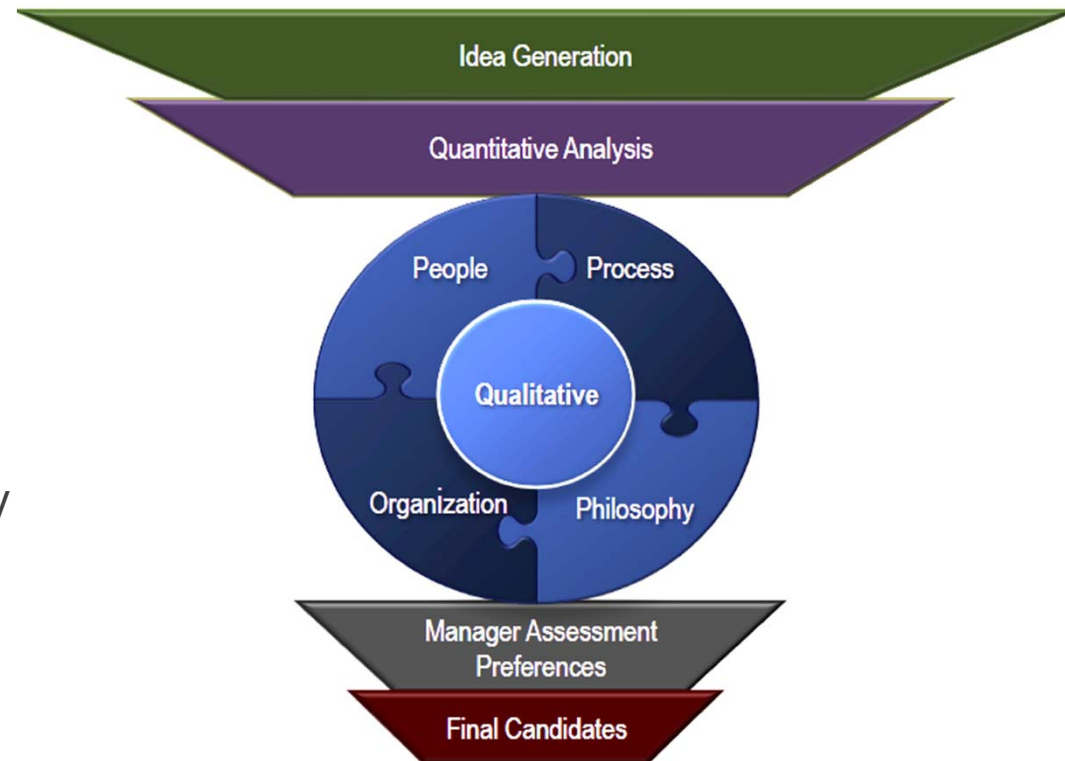 Idea Generation
Quantitative Analysis
People
Process
Qualitative
y
Organization
Philosophy
Manager Assessment
Preferences
Final Candidates